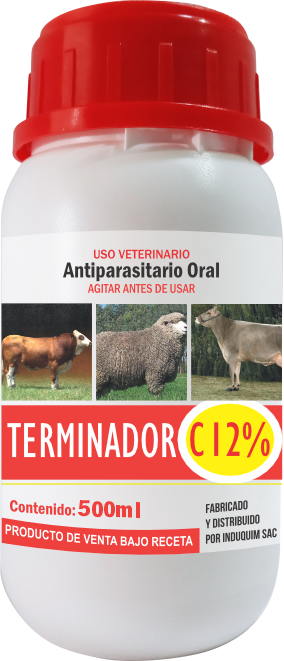 USO VETERINARIO
Antiparasitario Oral
AGITAR ANTES DE USAR
TERMINADOR C12%
Contenido: 500ml
PRODUCTO DE VENTA BAJO RECETA
FABRICADO
Y DISTRIBUIDO
POR INDUQUIM SAC